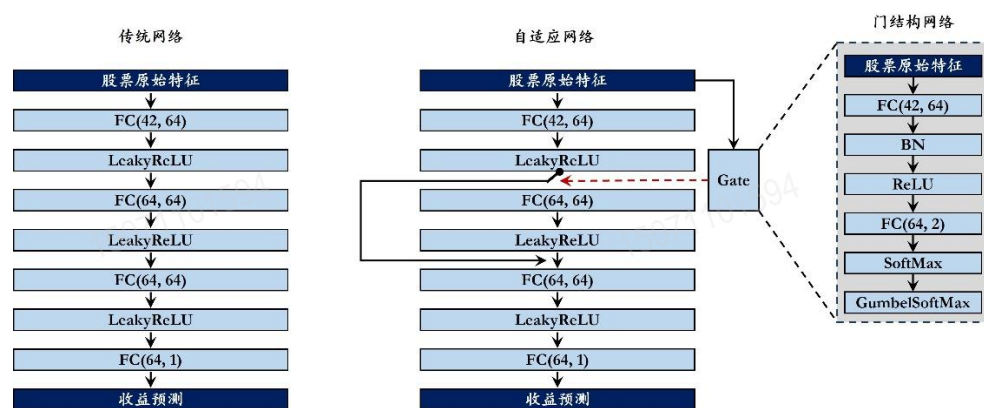 传统网络
股票原始特征
FC(42, 64)
LeakyReLU
FC(64, 64)
LeakyReLU
FC(64, 64)
LeakyReLU
FC(64, 1)
收益预测
自适应网络
股票原始特征
FC(42, 64)
LeakyReLU
FC(64, 64)
LeakyReLU
FC(64, 64)
LeakyReLU
FC(64, 1)
收益预测
Gate
门结构网络
股票原始特征
FC(42, 64)
BN
ReLU
FC(64, 2)
SoftMax
GumbelSoftMax